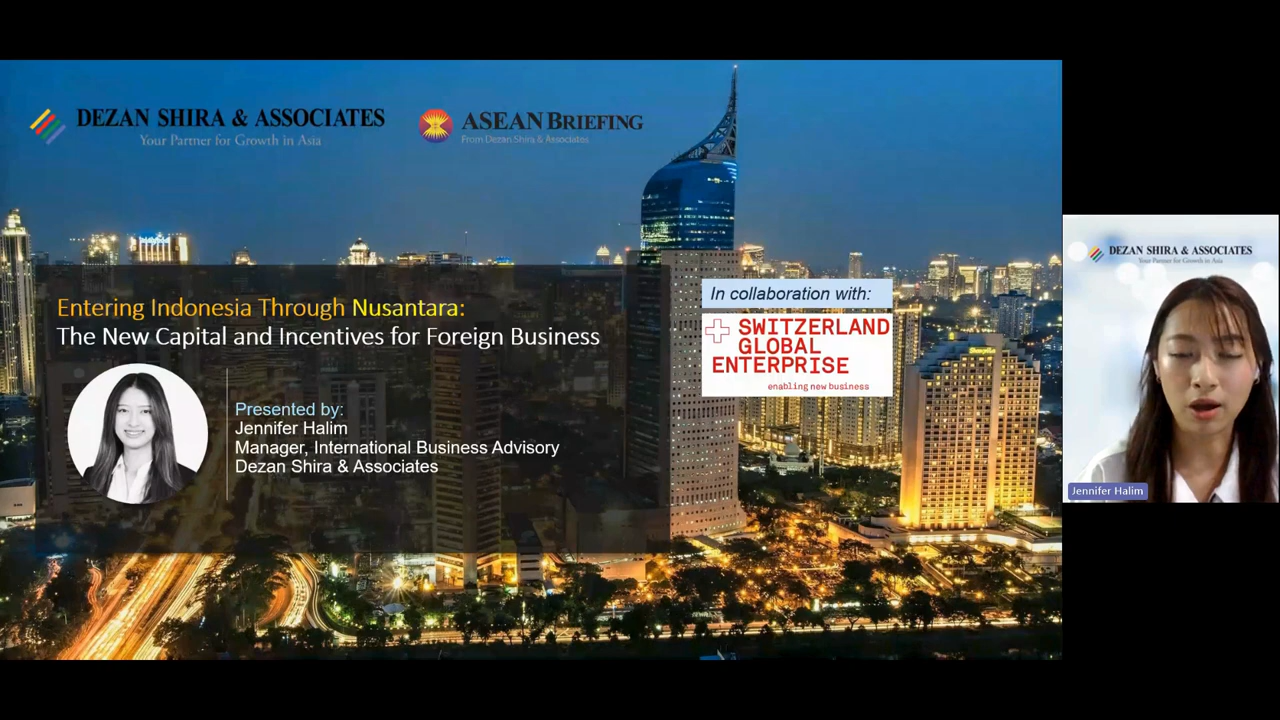 DEZAN SHIRA & ASSOCIATES
Your Partner for Growth in Asia
ASEAN BRIEFING
From Dezan Shira & Associates
Entering Indonesia Through Nusantara:
The New Capital and Incentives for Foreign Business
Presented by:
Jennifer Halim
Manager, International Business Advisory
Dezan Shira & Associates
In collaboration with:
SWITZERLAND
GLOBAL
ENTERPRISE
enabling new business
DEZAN SHIRA & ASSOCIATES
Your Partner for Growth in Asia
Jennifer Halim